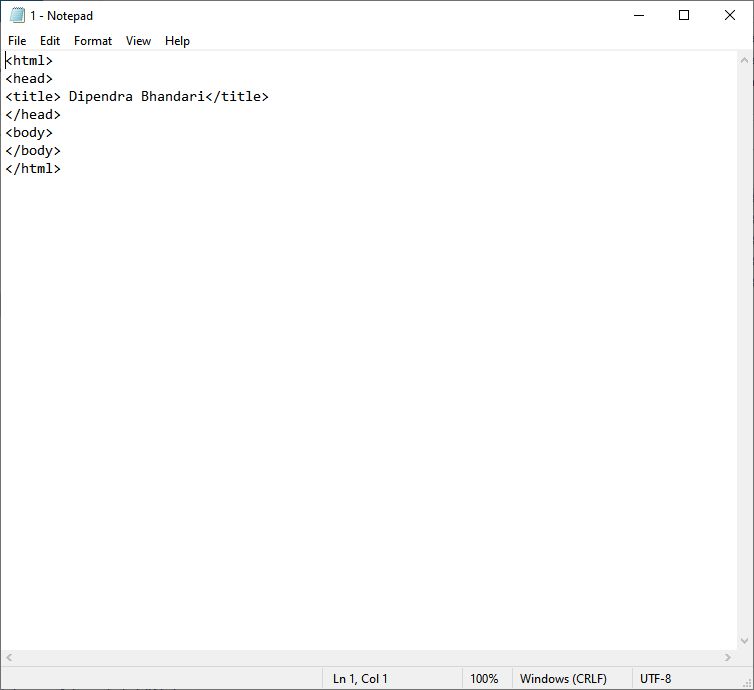 1 - Notepad
File Edit Format View Help
<html>
<head>
<title> Dipendra Bhandari</title>
</head>
<body>
</body>
</html>
Ln 1, Col 1 100% Windows (CRLF) UTF-8